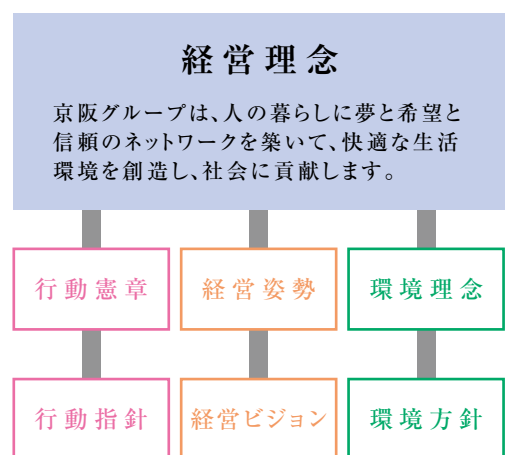 経営理念
京阪グループは、人の暮らしに夢と希望と
信頼のネットワークを築いて、快適な生活
環境を創造し、社会に貢献します。
行動憲章
経営姿勢
環境理念
行動指針
経営ビジョン
環境方針